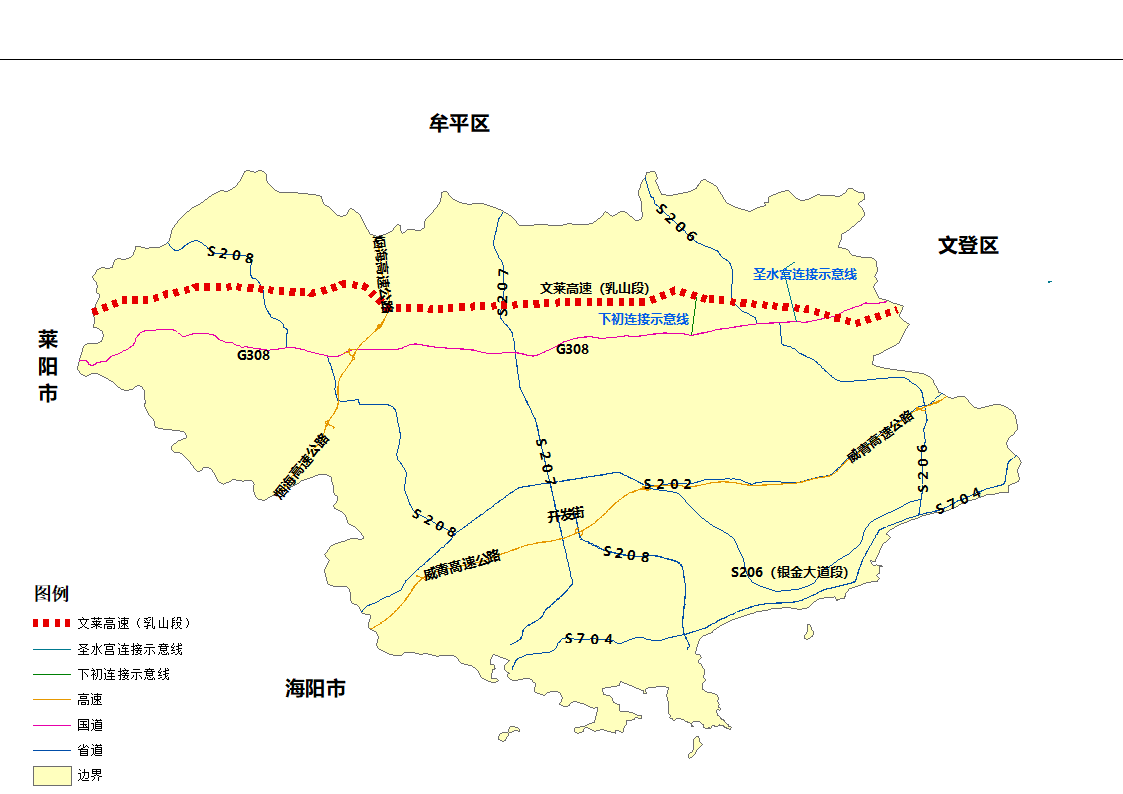 牟平区
文登区
S206
S208
烟海高速公路
S207
圣水宫连接示意线
文莱高速（乳山段）
下初连接示意线
莱阳市
G308
G308
威青高速公路
S207
烟海高速公路
S206
S202
S704
S208
开发街
S208
威青高速公路
S206（银金大道段）
S704
海阳市
图例
文莱高速（乳山段）
圣水宫连接示意线
下初连接示意线
高速
国道
省道
边界